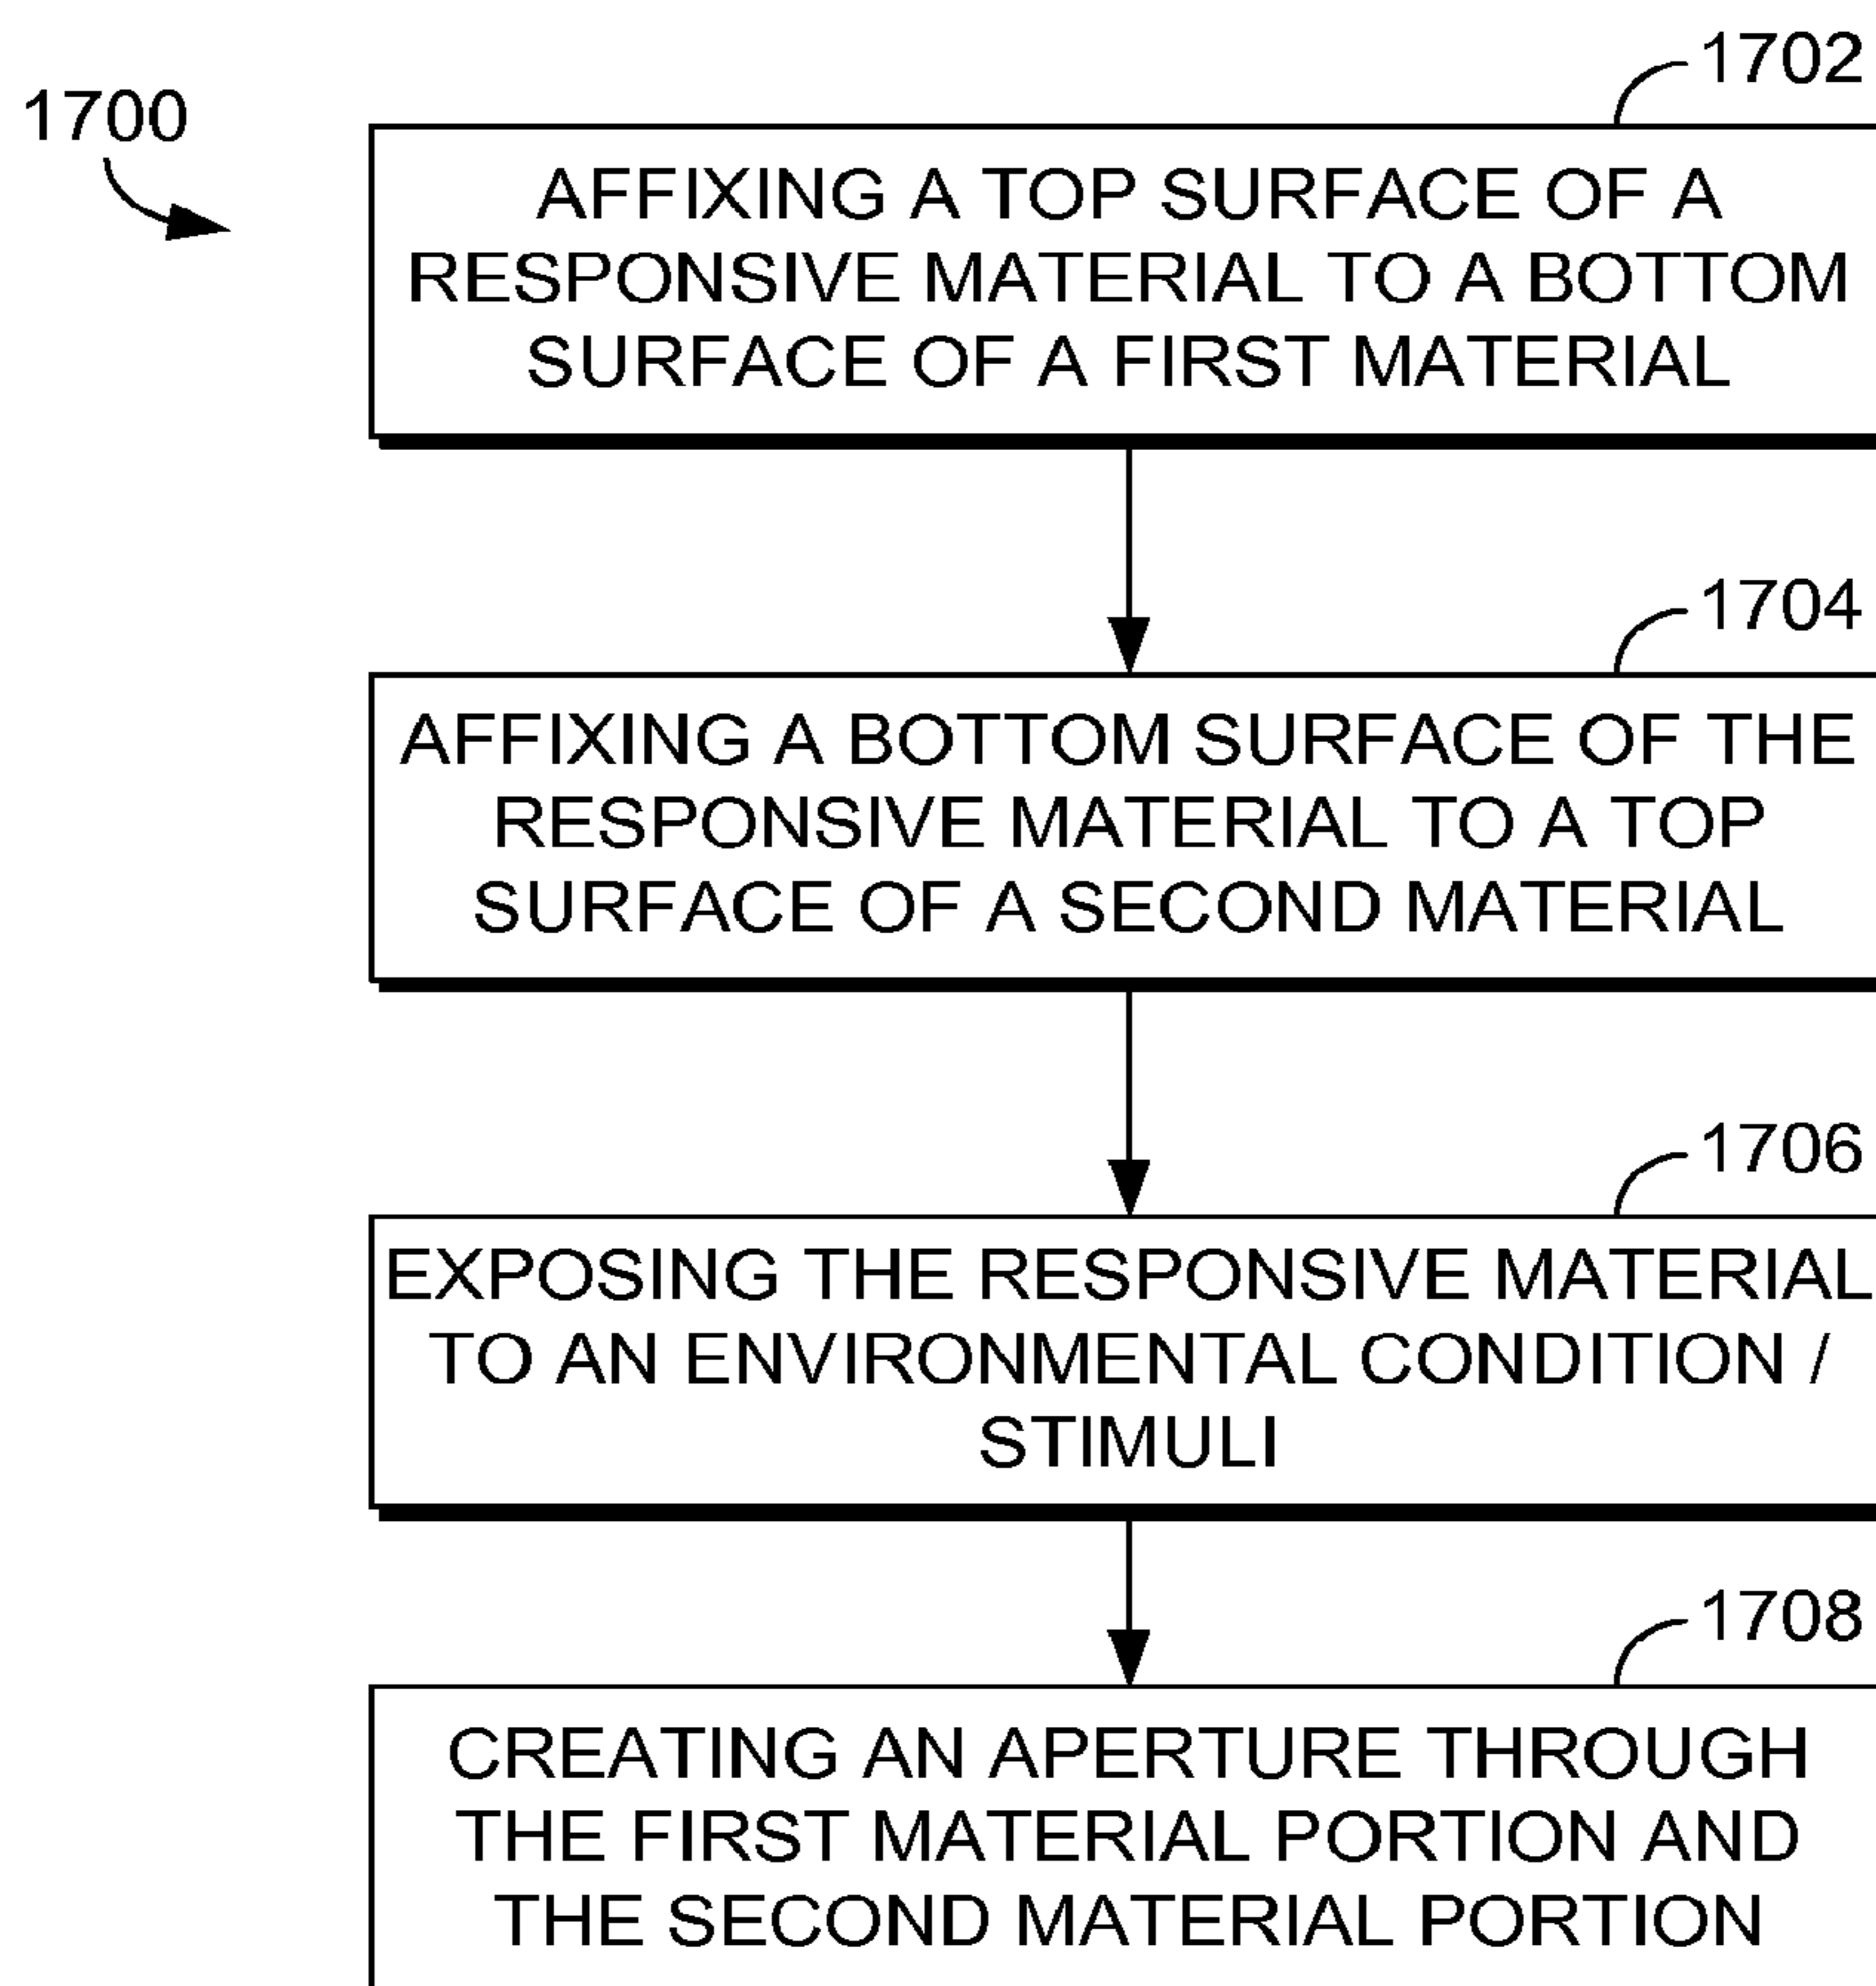 1700
1702
AFFIXING A TOP SURFACE OF A
RESPONSIVE MATERIAL TO A BOTTOM
SURFACE OF A FIRST MATERIAL
1704
AFFIXING A BOTTOM SURFACE OF THE
RESPONSIVE MATERIAL TO A TOP
SURFACE OF A SECOND MATERIAL
1706
EXPOSING THE RESPONSIVE MATERIAL
TO AN ENVIRONMENTAL CONDITION /
STIMULI
1708
CREATING AN APERTURE THROUGH
THE FIRST MATERIAL PORTION AND
THE SECOND MATERIAL PORTION